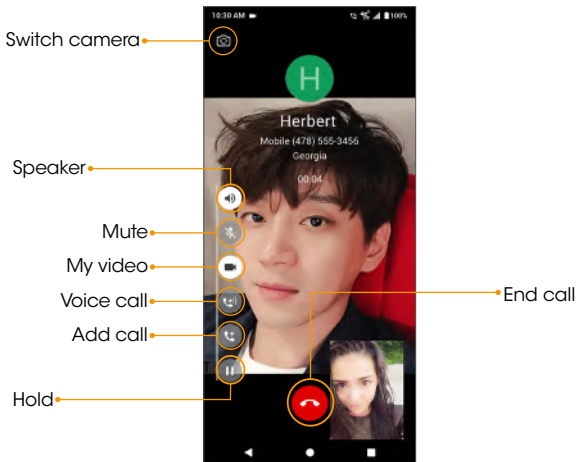 10:30 AM
100%
Switch camera
H
Herbert
Mobile (478) 555-3456
Georgia
00:04
Speaker
Mute
My video
Voice call
End call
Add call
Hold